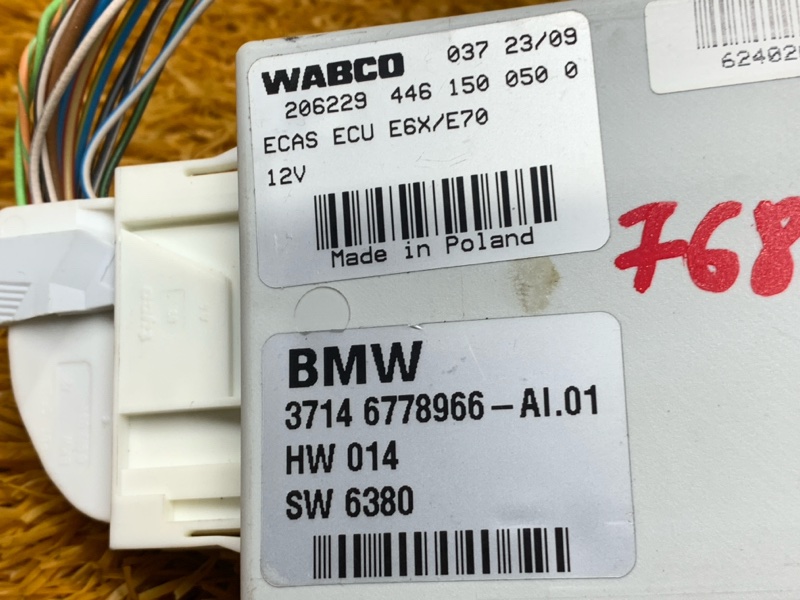 WABCO 037 23/09
206229 446 150 050 0
ECAS ECU E6X/E70
12V
Made in Poland
62402
768
BMW
3714 6778966-AI.01
HW 014
SW 6380